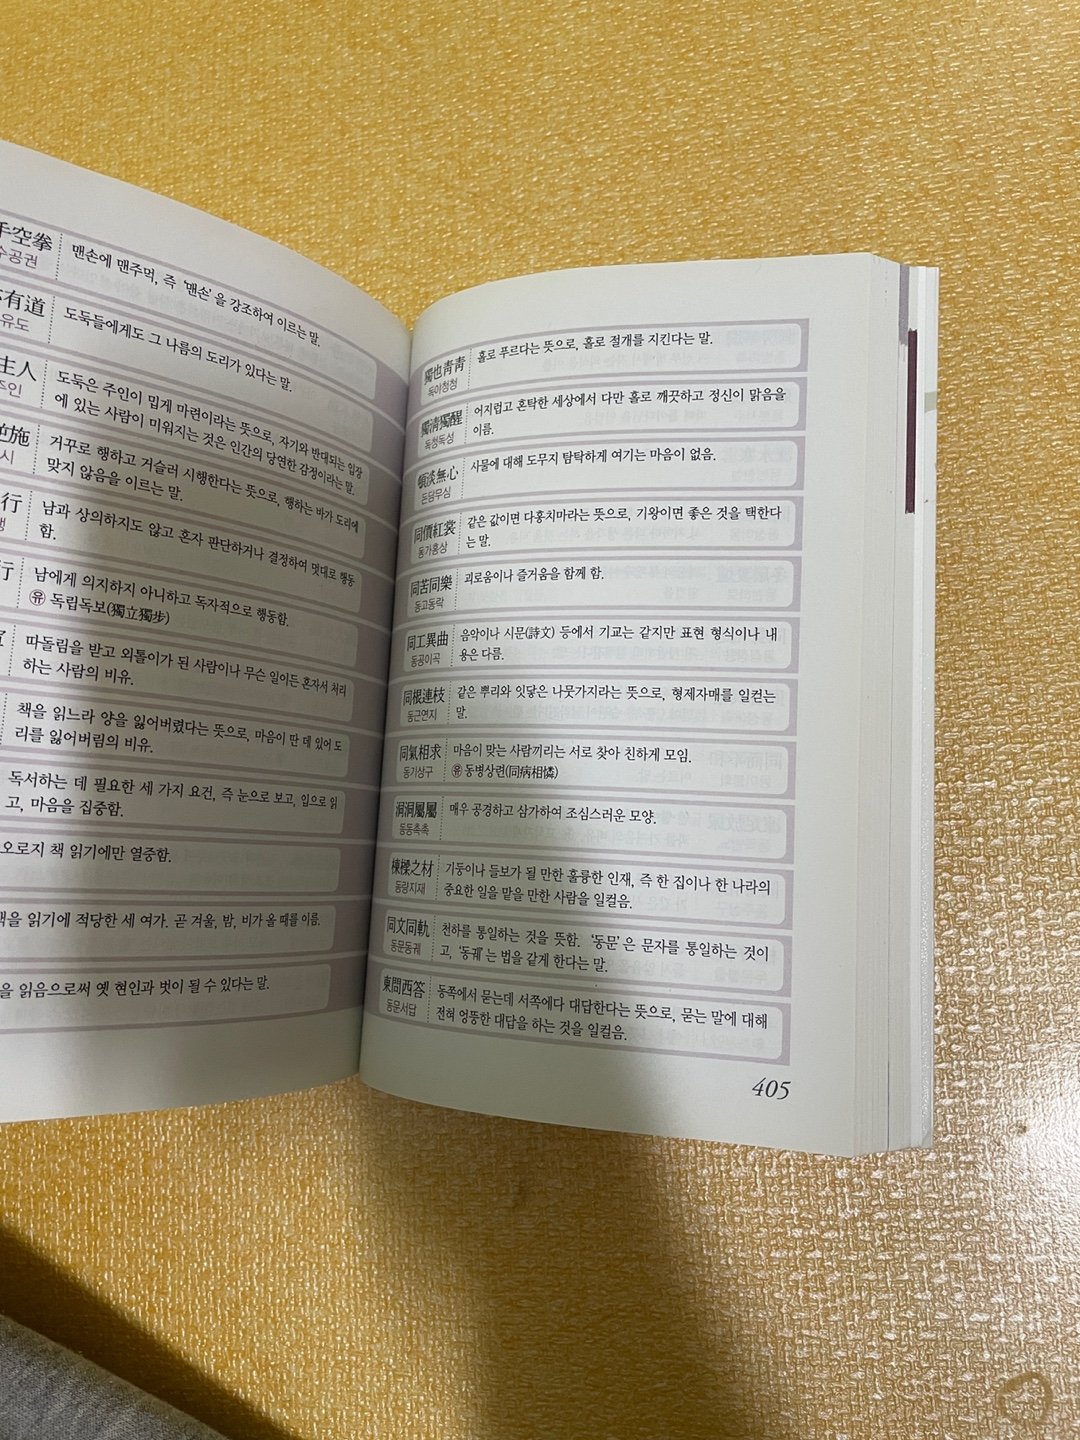 手空拳
수공권
맨손에 맨주먹, 즉 '맨손'을 강조하여 이르는 말.
有道
유도
도둑들에게도 그 나름의 도리가 있다는 말.
主人
주인
도둑은 주인이 밉게 마련이라는 뜻으로, 자기와 반대되는 입장
에 있는 사람이 미워지는 것은 인간의 당연한 감정이라는 말.
逆施
시
거꾸로 행하고 거슬러 시행한다는 뜻으로, 행하는 바가 도리에
맞지 않음을 이르는 말.
行
행
남과 상의하지도 않고 혼자 판단하거나 결정하여 멋대로 행동
함.
行
남에게 의지하지 아니하고 독자적으로 행동함.
㊒ 독립독보(獨立獨步)
따돌림을 받고 외톨이가 된 사람이나 무슨 일이든 혼자서 처리
하는 사람의 비유.
책을 읽느라 양을 잃어버렸다는 뜻으로, 마음이 딴 데 있어 도
리를 잃어버림의 비유.
독서하는 데 필요한 세 가지 요건, 즉 눈으로 보고, 입으로 읽
고, 마음을 집중함.
오로지 책 읽기에만 열중함.
책을 읽기에 적당한 세 여가. 곧 겨울, 밤, 비가 올 때를 이름.
을 읽음으로써 옛 현인과 벗이 될 수 있다는 말.
獨也靑靑
독야청청
홀로 푸르다는 뜻으로, 홀로 절개를 지킨다는 말.
獨淸獨醒
독청독성
어지럽고 혼탁한 세상에서 다만 홀로 깨끗하고 정신이 맑음을
이름.
頓淡無心
돈담무심
사물에 대해 도무지 탐탁하게 여기는 마음이 없음.
同價紅裳
동가홍상
같은 값이면 다홍치마라는 뜻으로, 기왕이면 좋은 것을 택한다
는 말.
同苦同樂
동고동락
괴로움이나 즐거움을 함께 함.
同工異曲
동공이곡
음악이나 시문(詩文) 등에서 기교는 같지만 표현 형식이나 내
용은 다름.
同根連枝
동근연지
같은 뿌리와 잇닿은 나뭇가지라는 뜻으로, 형제자매를 일컫는
말.
同氣相求
동기상구
마음이 맞는 사람끼리는 서로 찾아 친하게 모임.
㊒ 동병상련(同病相憐)
洞洞屬屬
동동촉촉
매우 공경하고 삼가하여 조심스러운 모양.
棟樑之材
동량지재
기둥이나 들보가 될 만한 훌륭한 인재, 즉 한 집이나 한 나라의
중요한 일을 맡을 만한 사람을 일컬음.
同文同軌
동문동궤
천하를 통일하는 것을 뜻함. '동문'은 문자를 통일하는 것이
고, '동궤'는 법을 같게 한다는 말.
東問西答
동문서답
동쪽에서 묻는데 서쪽에다 대답한다는 뜻으로, 묻는 말에 대해
전혀 엉뚱한 대답을 하는 것을 일컬음.
405